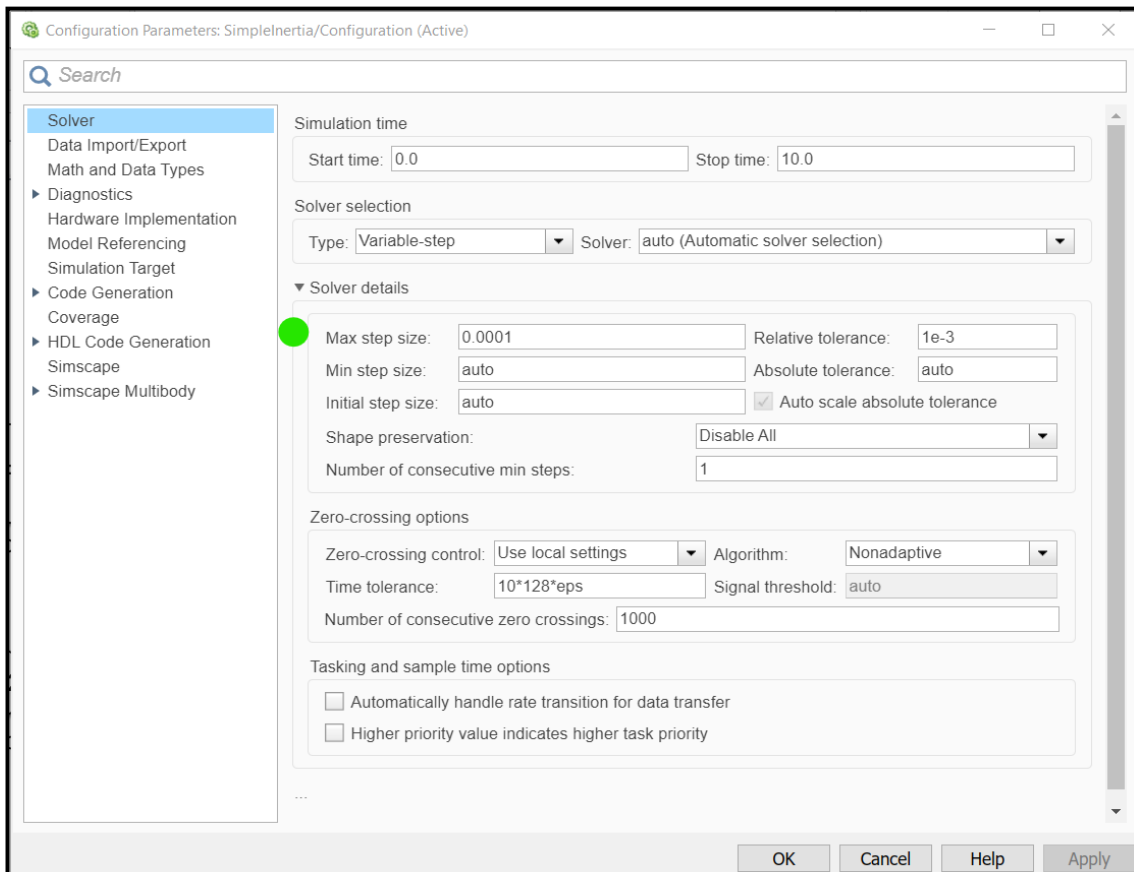 Configuration Parameters: SimpleInertia/Configuration (Active)
Search
Solver
Data Import/Export
Math and Data Types
Diagnostics
Hardware Implementation
Model Referencing
Simulation Target
Code Generation
Coverage
HDL Code Generation
Simscape
Simscape Multibody
Simulation time
Start time: 0.0 Stop time: 10.0
Solver selection
Type: Variable-step Solver: auto (Automatic solver selection)
Solver details
Max step size: 0.0001 Relative tolerance: 1e-3
Min step size: auto Absolute tolerance: auto
Initial step size: auto Auto scale absolute tolerance
Shape preservation: Disable All
Number of consecutive min steps: 1
Zero-crossing options
Zero-crossing control: Use local settings Algorithm: Nonadaptive
Time tolerance: 10*128*eps Signal threshold: auto
Number of consecutive zero crossings: 1000
Tasking and sample time options
Automatically handle rate transition for data transfer
Higher priority value indicates higher task priority
...
OK Cancel Help Apply